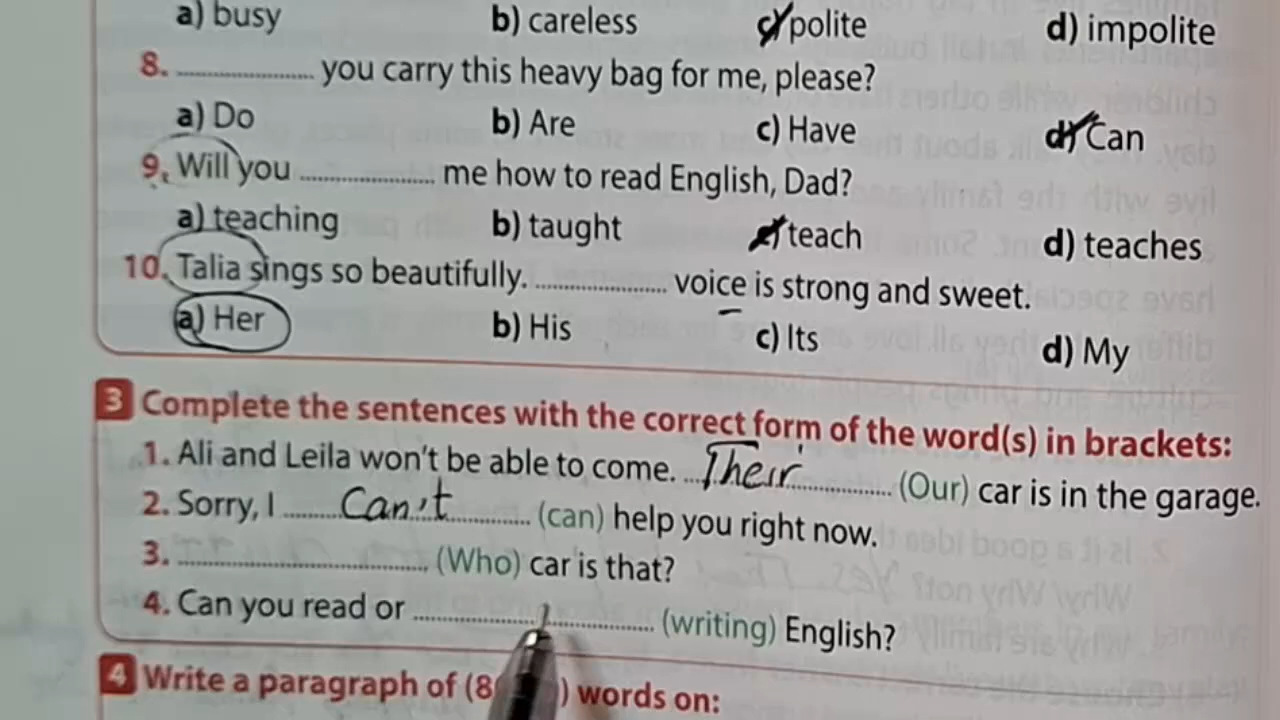 a) busy b) careless c) polite d) impolite
8. .................. you carry this heavy bag for me, please?
a) Do b) Are c) Have d) Can
9. Will you .................. me how to read English, Dad?
a) teaching b) taught c) teach d) teaches
10. Talia sings so beautifully. .................. voice is strong and sweet.
a) Her b) His c) Its d) My
3 Complete the sentences with the correct form of the word(s) in brackets:
1. Ali and Leila won't be able to come. Their (Our) car is in the garage.
2. Sorry, I Can't (can) help you right now.
3. .................. (Who) car is that?
4. Can you read or .................. (writing) English?
4 Write a paragraph of (8 ) words on: